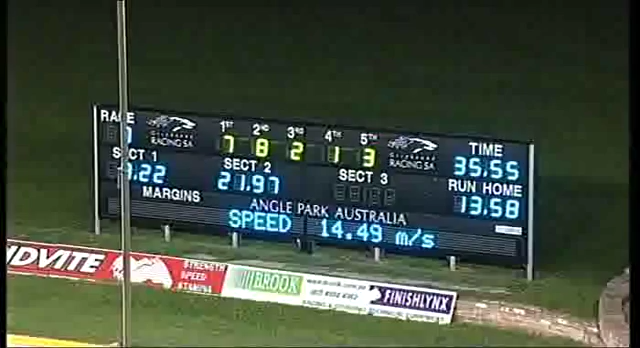 RACE 1ST 2ND 3RD 4TH 5TH TIME
7 8 2 1 3 35.55
GREYHOUND RACING SA
GREYHOUND RACING SA
SECT 1 SECT 2 SECT 3 RUN HOME
.22 21.97 13.58
MARGINS
ANGLE PARK AUSTRALIA
SPEED 14.49 m/s
STRENGTH
SPEED
STAMINA
BROOK
FINISHLYNX